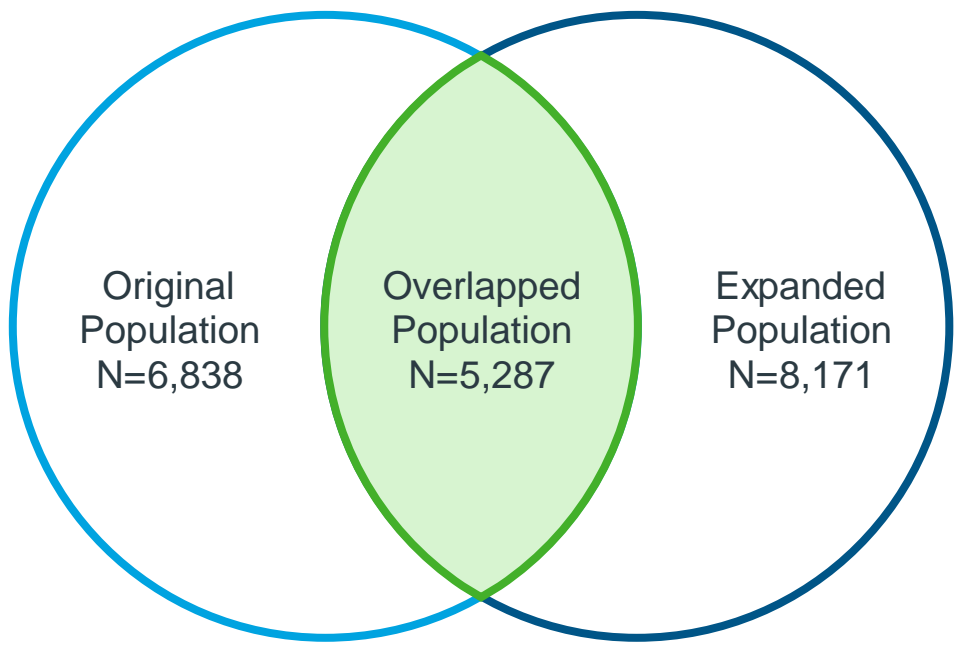 Original
Population
N=6,838
Overlapped
Population
N=5,287
Expanded
Population
N=8,171